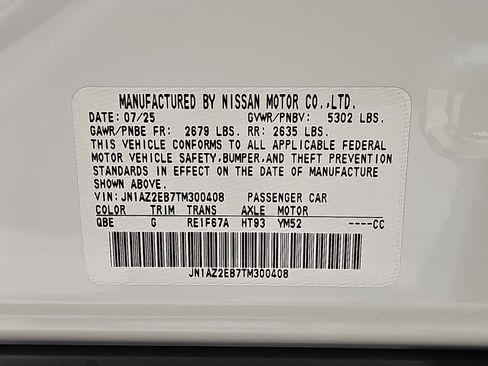 MANUFACTURED BY NISSAN MOTOR CO.,LTD.
DATE: 07/25 GVWR/PNBV: 5302 LBS.
GAWR/PNBE FR: 2679 LBS. RR: 2635 LBS.
THIS VEHICLE CONFORMS TO ALL APPLICABLE FEDERAL
MOTOR VEHICLE SAFETY,BUMPER,AND THEFT PREVENTION
STANDARDS IN EFFECT ON THE DATE OF MANUFACTURE
SHOWN ABOVE.
VIN: JN1AZ2EB7TM300408 PASSENGER CAR
COLOR TRIM TRANS AXLE MOTOR
QBE G RE1F67A HT93 YM52 ----CC
JN1AZ2EB7TM300408